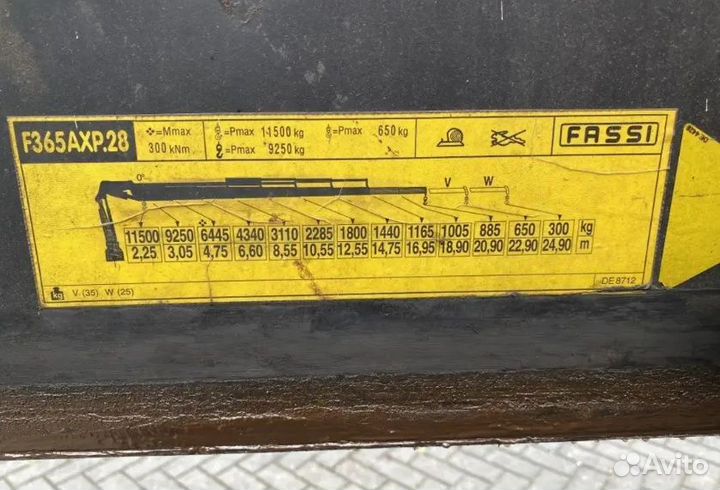 F365AXP.28
=Mmax
300 kNm
=Pmax 11500 kg
=Pmax 9250 kg
=Pmax 650 kg
FASSI
DE 4429
0°
V W
11500 9250 6445 4340 3110 2285 1800 1440 1165 1005 885 650 300 kg
2,25 3,05 4,75 6,60 8,55 10,55 12,55 14,75 16,95 18,90 20,90 22,90 24,90 m
kg V (35) W (25)
DE8712
Avito